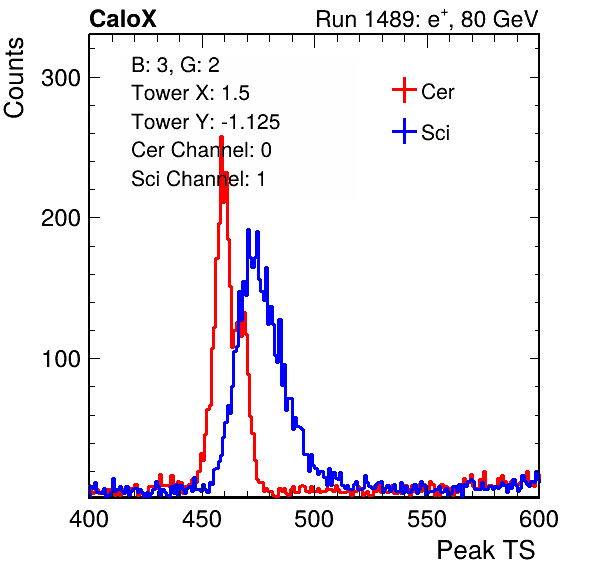 CaloX Run 1489: e+, 80 GeV
Counts
B: 3, G: 2
Tower X: 1.5
Tower Y: -1.125
Cer Channel: 0
Sci Channel: 1
Cer
Sci
300
200
100
400 450 500 550 600
Peak TS